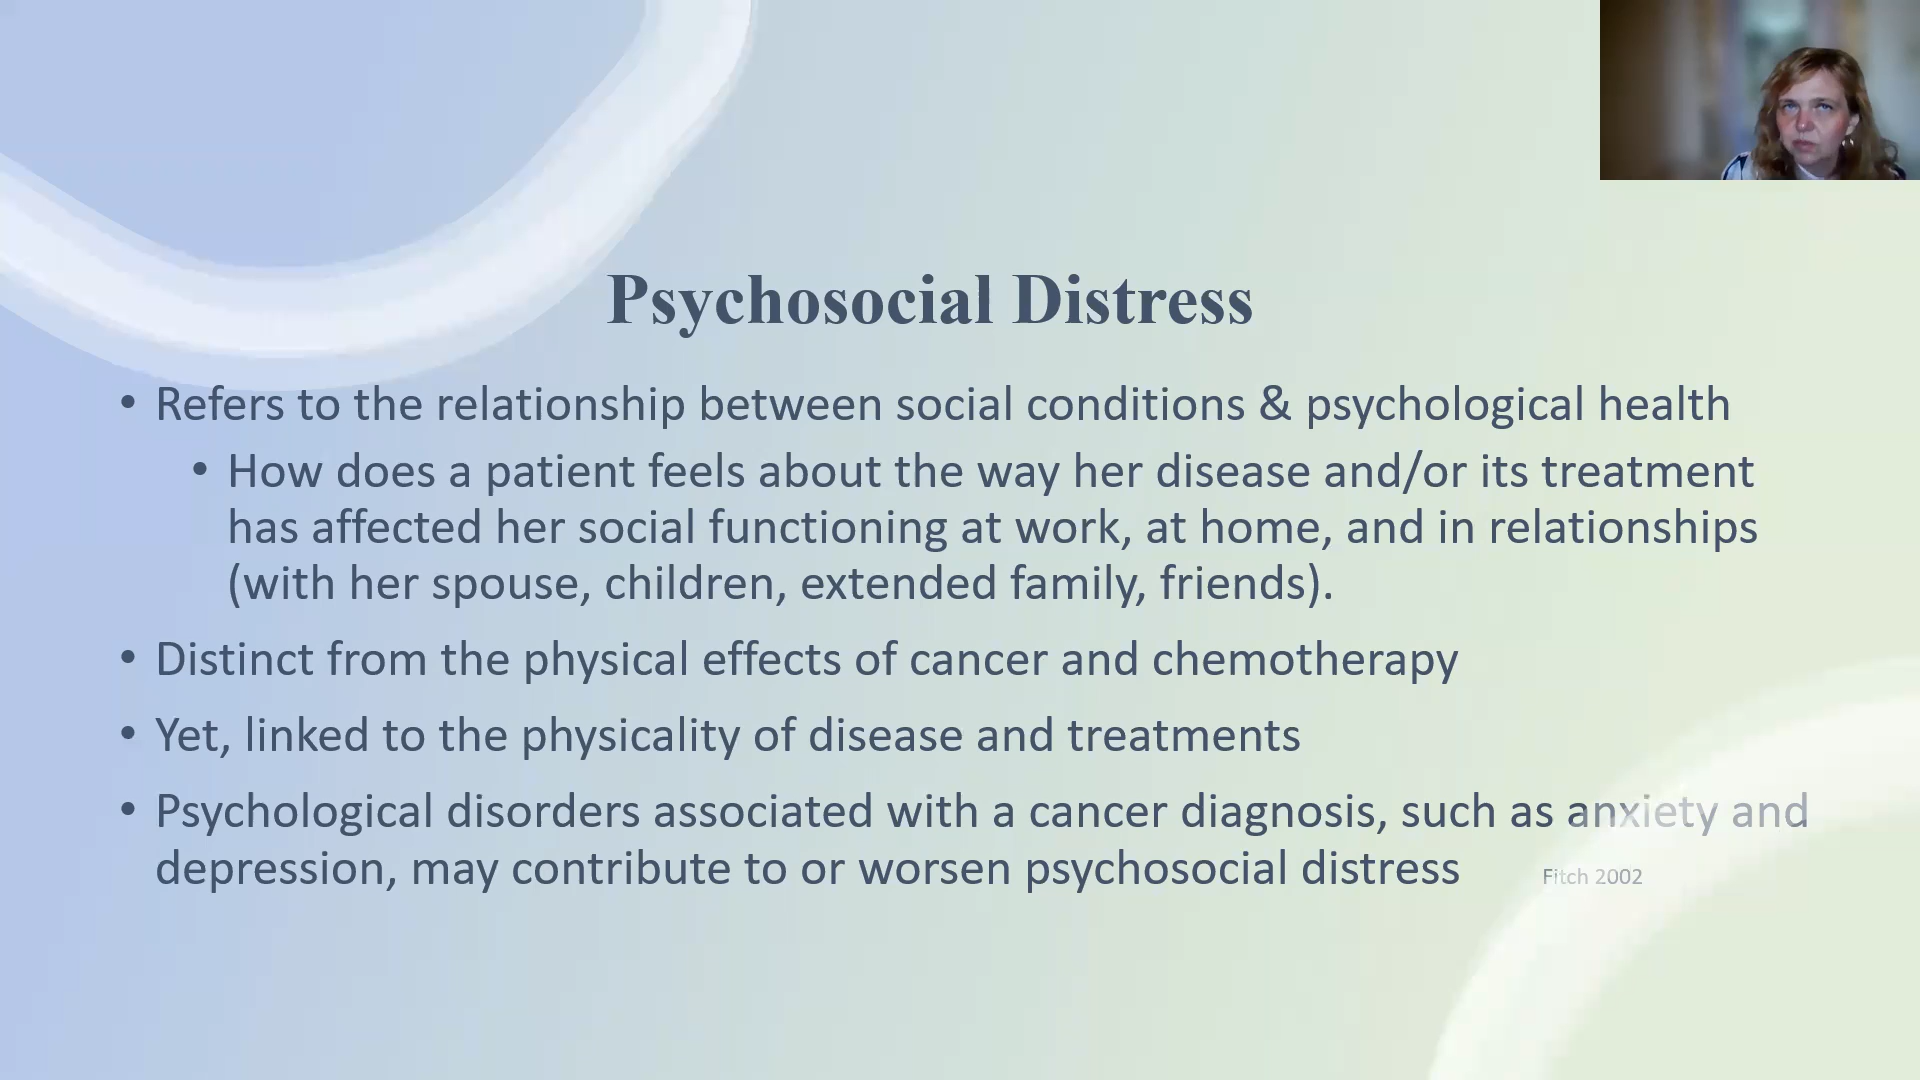 Psychosocial Distress
• Refers to the relationship between social conditions & psychological health
• How does a patient feels about the way her disease and/or its treatment
has affected her social functioning at work, at home, and in relationships
(with her spouse, children, extended family, friends).
• Distinct from the physical effects of cancer and chemotherapy
• Yet, linked to the physicality of disease and treatments
• Psychological disorders associated with a cancer diagnosis, such as anxiety and
depression, may contribute to or worsen psychosocial distress
Fitch 2002